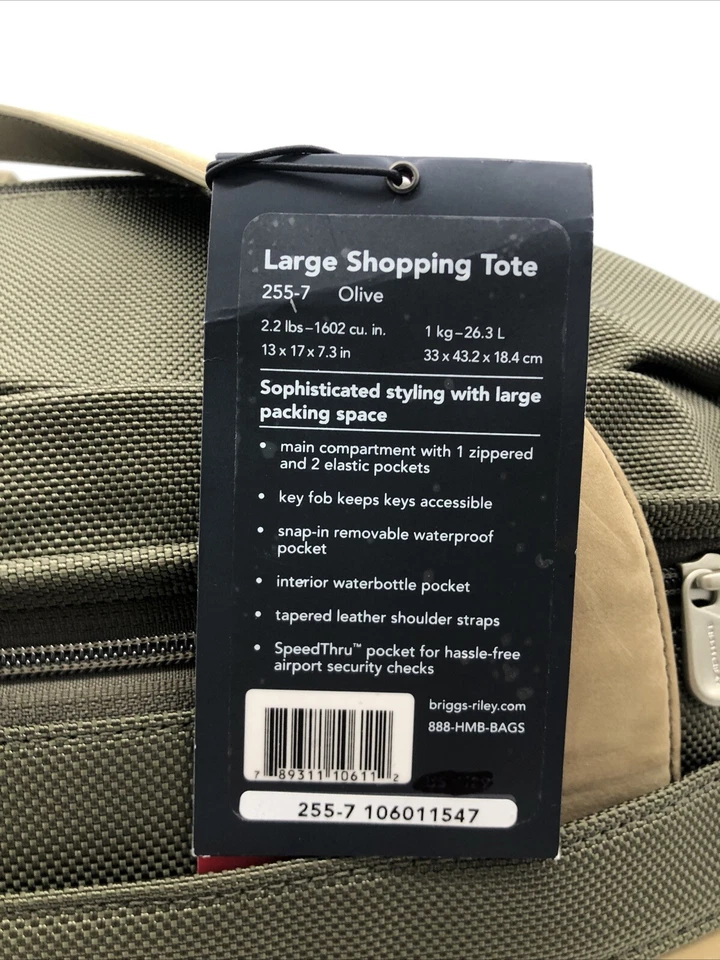 Large Shopping Tote
255-7 Olive
2.2 lbs–1602 cu. in. 1 kg–26.3 L
13 x 17 x 7.3 in 33 x 43.2 x 18.4 cm
Sophisticated styling with large
packing space
• main compartment with 1 zippered
and 2 elastic pockets
• key fob keeps keys accessible
• snap-in removable waterproof
pocket
• interior waterbottle pocket
• tapered leather shoulder straps
• SpeedThru™ pocket for hassle-free
airport security checks
briggs-riley.com
888-HMB-BAGS
7 89311 10611 2
255-7 106011547